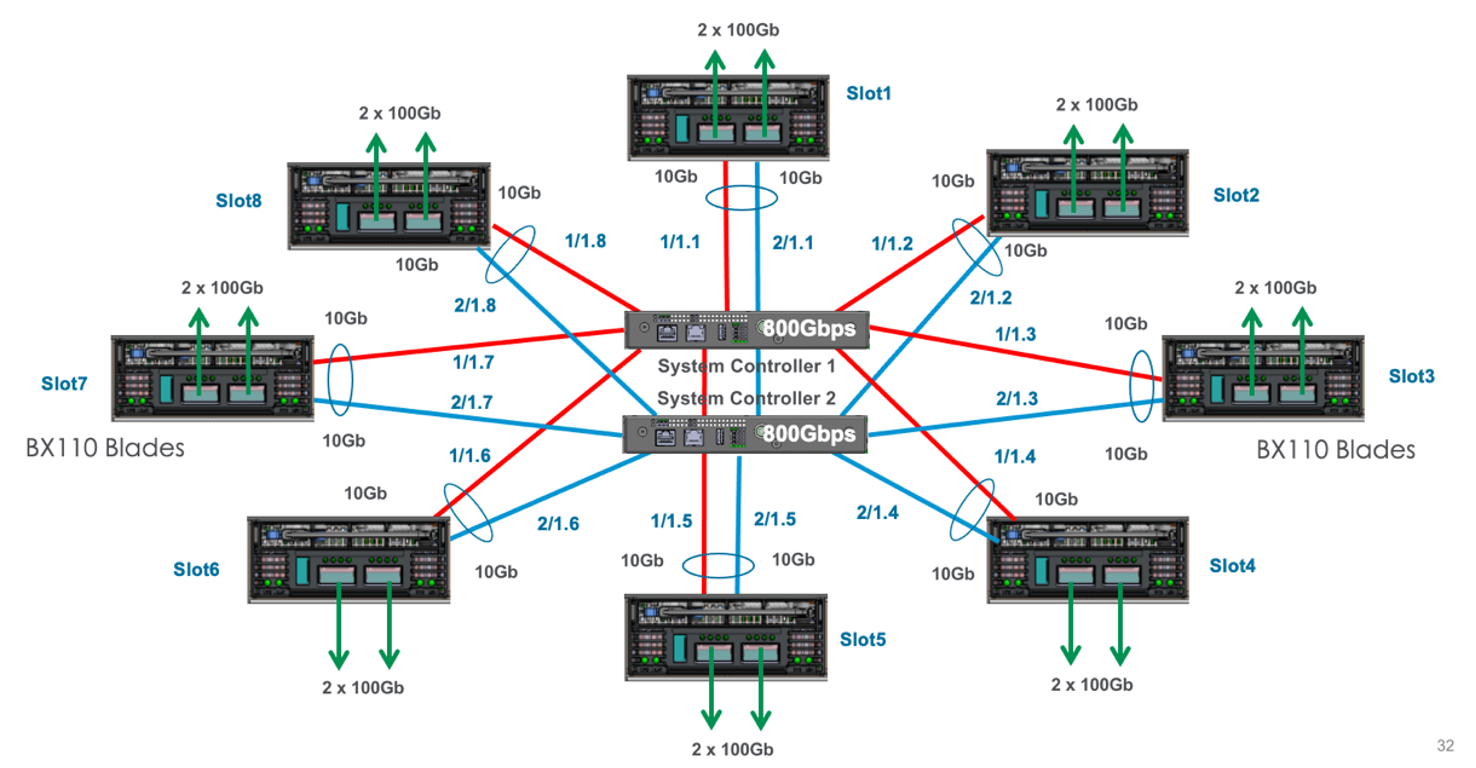 2 x 100Gb
Slot1
2 x 100Gb
2 x 100Gb
10Gb
10Gb
10Gb
10Gb
Slot8
Slot2
1/1.8
1/1.1
2/1.1
1/1.2
10Gb
10Gb
2 x 100Gb
2 x 100Gb
2/1.8
2/1.2
10Gb
10Gb
800Gbps
1/1.3
1/1.7
System Controller 1
Slot7
Slot3
System Controller 2
2/1.7
2/1.3
800Gbps
10Gb
10Gb
BX110 Blades
BX110 Blades
1/1.6
1/1.4
10Gb
10Gb
2/1.6
1/1.5
2/1.5
2/1.4
10Gb
10Gb
10Gb
10Gb
Slot6
Slot4
Slot5
2 x 100Gb
2 x 100Gb
2 x 100Gb
32